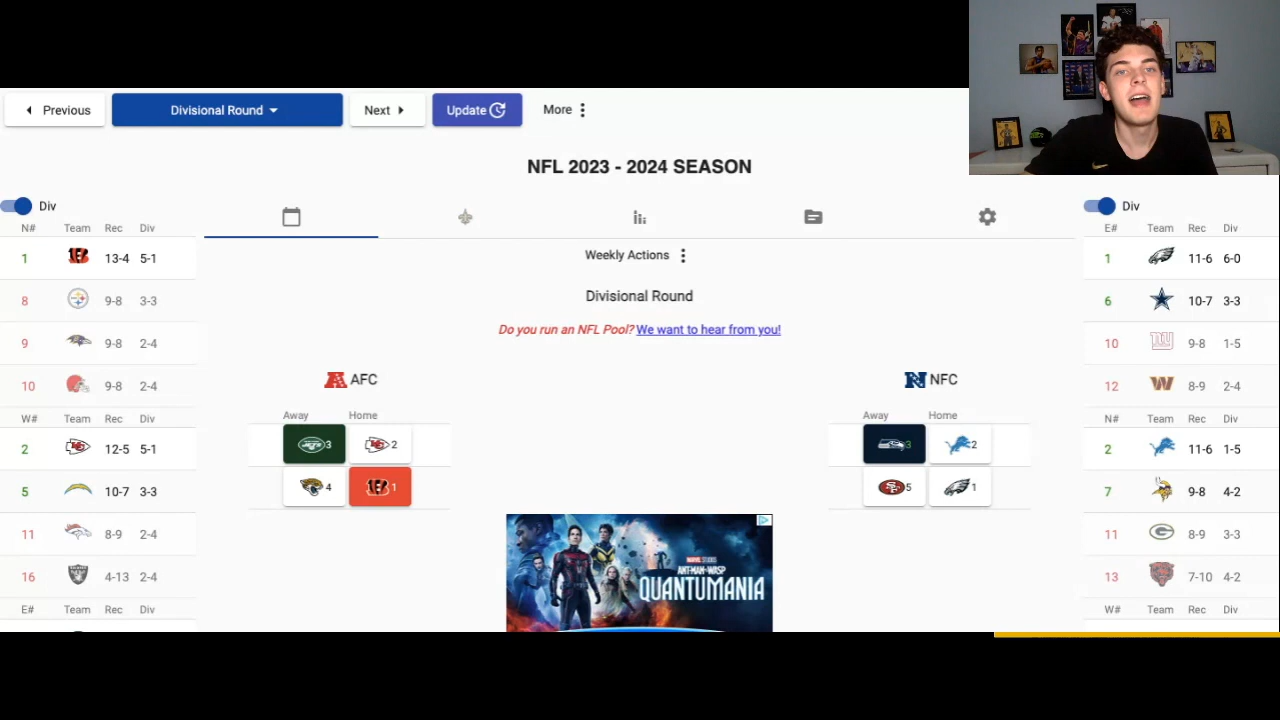 Previous
Divisional Round
Next
Update
More
NFL 2023 - 2024 SEASON
Div
N# Team Rec Div
1 13-4 5-1
8 9-8 3-3
9 9-8 2-4
10 9-8 2-4
W# Team Rec Div
2 12-5 5-1
5 10-7 3-3
11 8-9 2-4
16 4-13 2-4
E# Team Rec Div
Weekly Actions
Divisional Round
Do you run an NFL Pool? We want to hear from you!
AFC
Away Home
3 2
4 1
NFC
Away Home
3 2
5 1
MARVEL STUDIOS
ANT-MAN AND THE WASP
QUANTUMANIA
Div
E# Team Rec Div
1 11-6 6-0
6 10-7 3-3
10 9-8 1-5
12 8-9 2-4
N# Team Rec Div
2 11-6 1-5
7 9-8 4-2
11 8-9 3-3
13 7-10 4-2
W# Team Rec Div